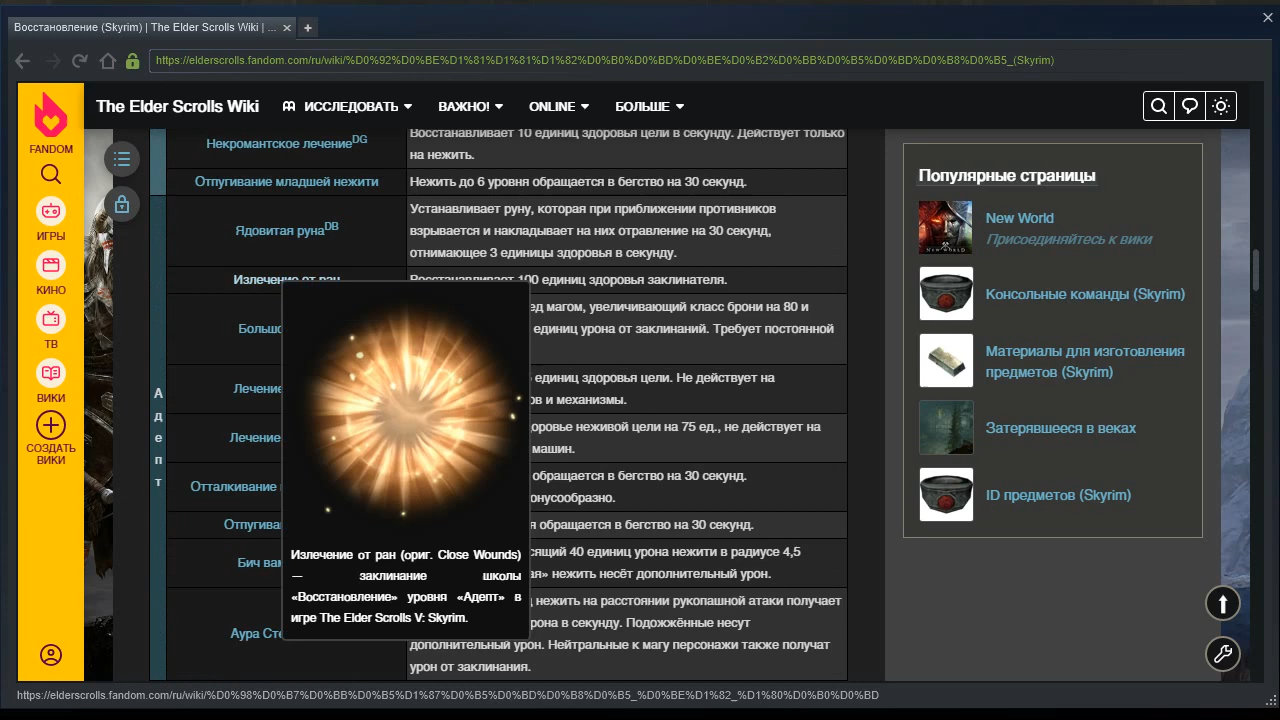 Восстановление (Skyrim) | The Elder Scrolls Wiki | ...
https://elderscrolls.fandom.com/ru/wiki/%D0%92%D0%BE%D1%81%D1%81%D1%82%D0%B0%D0%BD%D0%BE%D0%B2%D0%BB%D0%B5%D0%BD%D0%B8%D0%B5_(Skyrim)
FANDOM
ИГРЫ
КИНО
ТВ
ВИКИ
СОЗДАТЬ
ВИКИ
The Elder Scrolls Wiki
ИССЛЕДОВАТЬ
ВАЖНО!
ONLINE
БОЛЬШЕ
Адепт
Некромантское лечениеDG
Восстанавливает 10 единиц здоровья цели в секунду. Действует только
на нежить.
Отпугивание младшей нежити
Нежить до 6 уровня обращается в бегство на 30 секунд.
Ядовитая рунаDB
Устанавливает руну, которая при приближении противников
взрывается и накладывает на них отравление на 30 секунд,
отнимающее 3 единицы здоровья в секунду.
Излечение от ран
Восстанавливает 100 единиц здоровья заклинателя.
ед магом, увеличивающий класс брони на 80 и
единиц урона от заклинаний. Требует постоянной
Лечение
единиц здоровья цели. Не действует на
в и механизмы.
Лечение
доровье неживой цели на 75 ед., не действует на
машин.
Отталкивание
обращается в бегство на 30 секунд.
онусообразно.
обращается в бегство на 30 секунд.
Бич
сящий 40 единиц урона нежити в радиусе 4,5
ая» нежить несёт дополнительный урон.
Аура
нежить на расстоянии рукопашной атаки получает
рона в секунду. Подожжённые несут
дополнительный урон. Нейтральные к магу персонажи также получат
урон от заклинания.
Излечение от ран (ориг. Close Wounds)
— заклинание школы
«Восстановление» уровня «Адепт» в
игре The Elder Scrolls V: Skyrim.
Популярные страницы
New World
Присоединяйтесь к вики
NEW WORLD
Консольные команды (Skyrim)
Материалы для изготовления
предметов (Skyrim)
Затерявшееся в веках
ID предметов (Skyrim)
https://elderscrolls.fandom.com/ru/wiki/%D0%98%D0%B7%D0%BB%D0%B5%D1%87%D0%B5%D0%BD%D0%B8%D0%B5_%D0%BE%D1%82_%D1%80%D0%B0%D0%BD